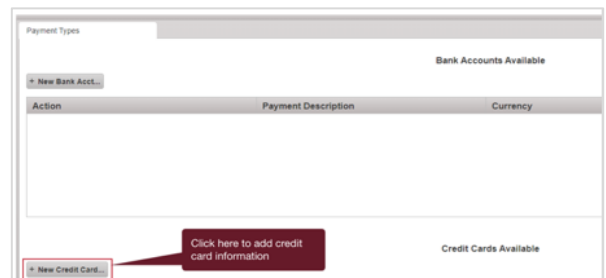 Payment Types
Bank Accounts Available
+ New Bank Acct...
Action Payment Description Currency
Click here to add credit
card information
Credit Cards Available
+ New Credit Card...